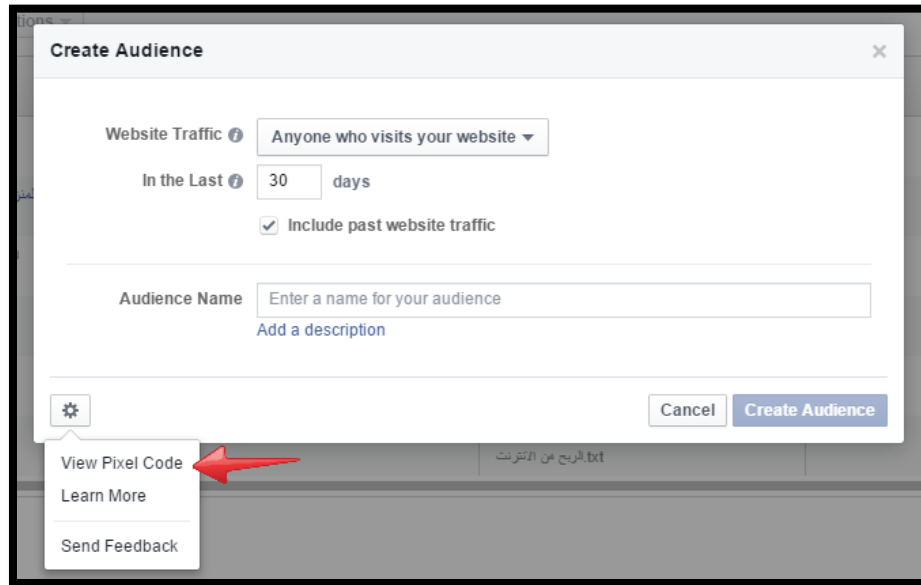 tions
Create Audience
Website Traffic Anyone who visits your website
In the Last 30 days
Include past website traffic
Audience Name Enter a name for your audience
Add a description
Cancel Create Audience
View Pixel Code
الربح من الانترنت.txt
Learn More
Send Feedback